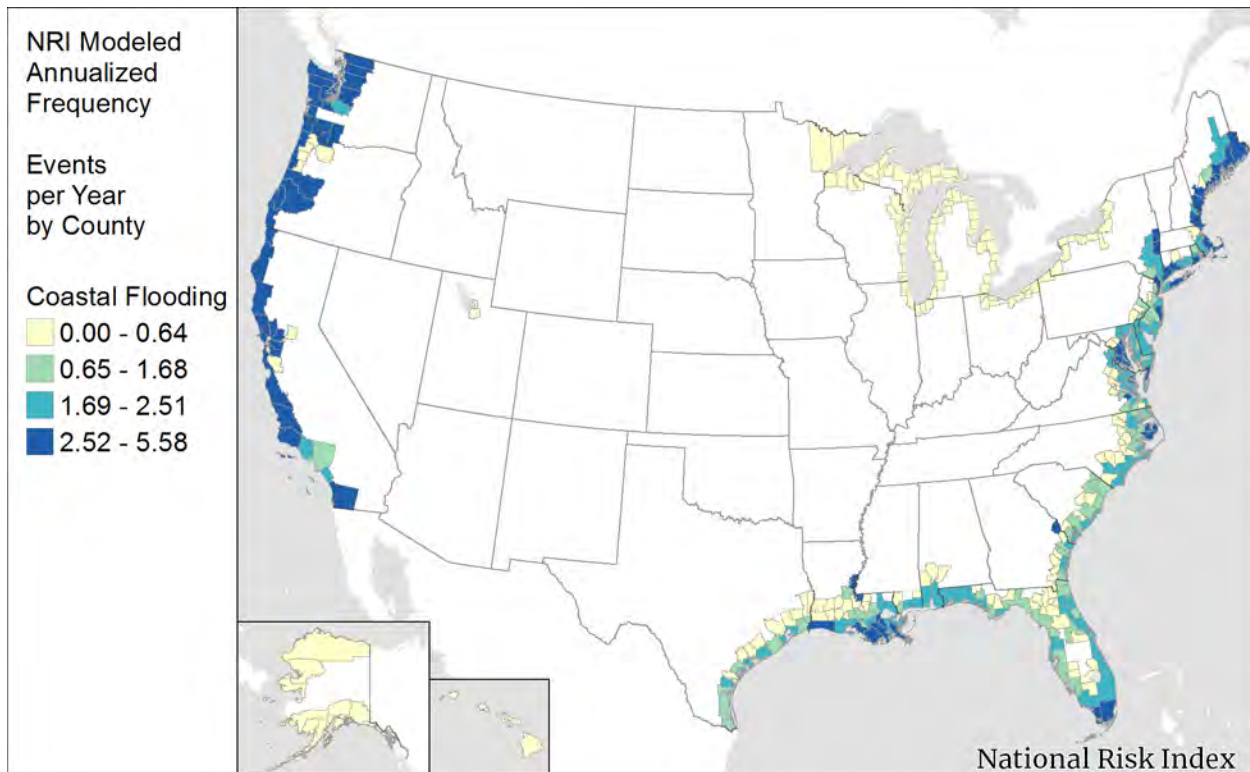 NRI Modeled
Annualized
Frequency
Events
per Year
by County
Coastal Flooding
0.00 - 0.64
0.65 - 1.68
1.69 - 2.51
2.52 - 5.58
National Risk Index